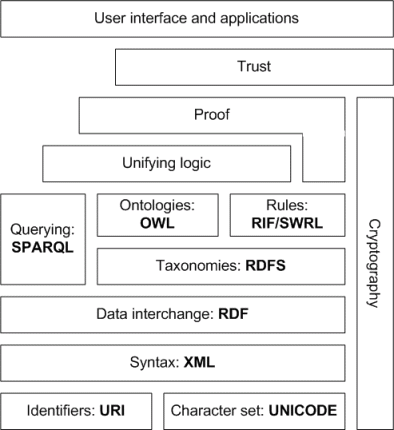 User interface and applications
Trust
Proof
Unifying logic
Querying:
SPARQL
Ontologies:
OWL
Rules:
RIF/SWRL
Taxonomies: RDFS
Data interchange: RDF
Syntax: XML
Identifiers: URI
Character set: UNICODE
Cryptography